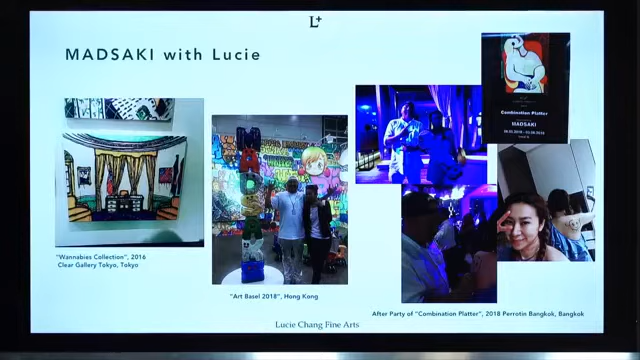 L+
MADSAKI with Lucie
Combination Platter
MADSAKI
"Wannabies Collection", 2016
Clear Gallery Tokyo, Tokyo
"Art Basel 2018", Hong Kong
After Party of "Combination Platter", 2018 Perrotin Bangkok, Bangkok
Lucie Chang Fine Arts